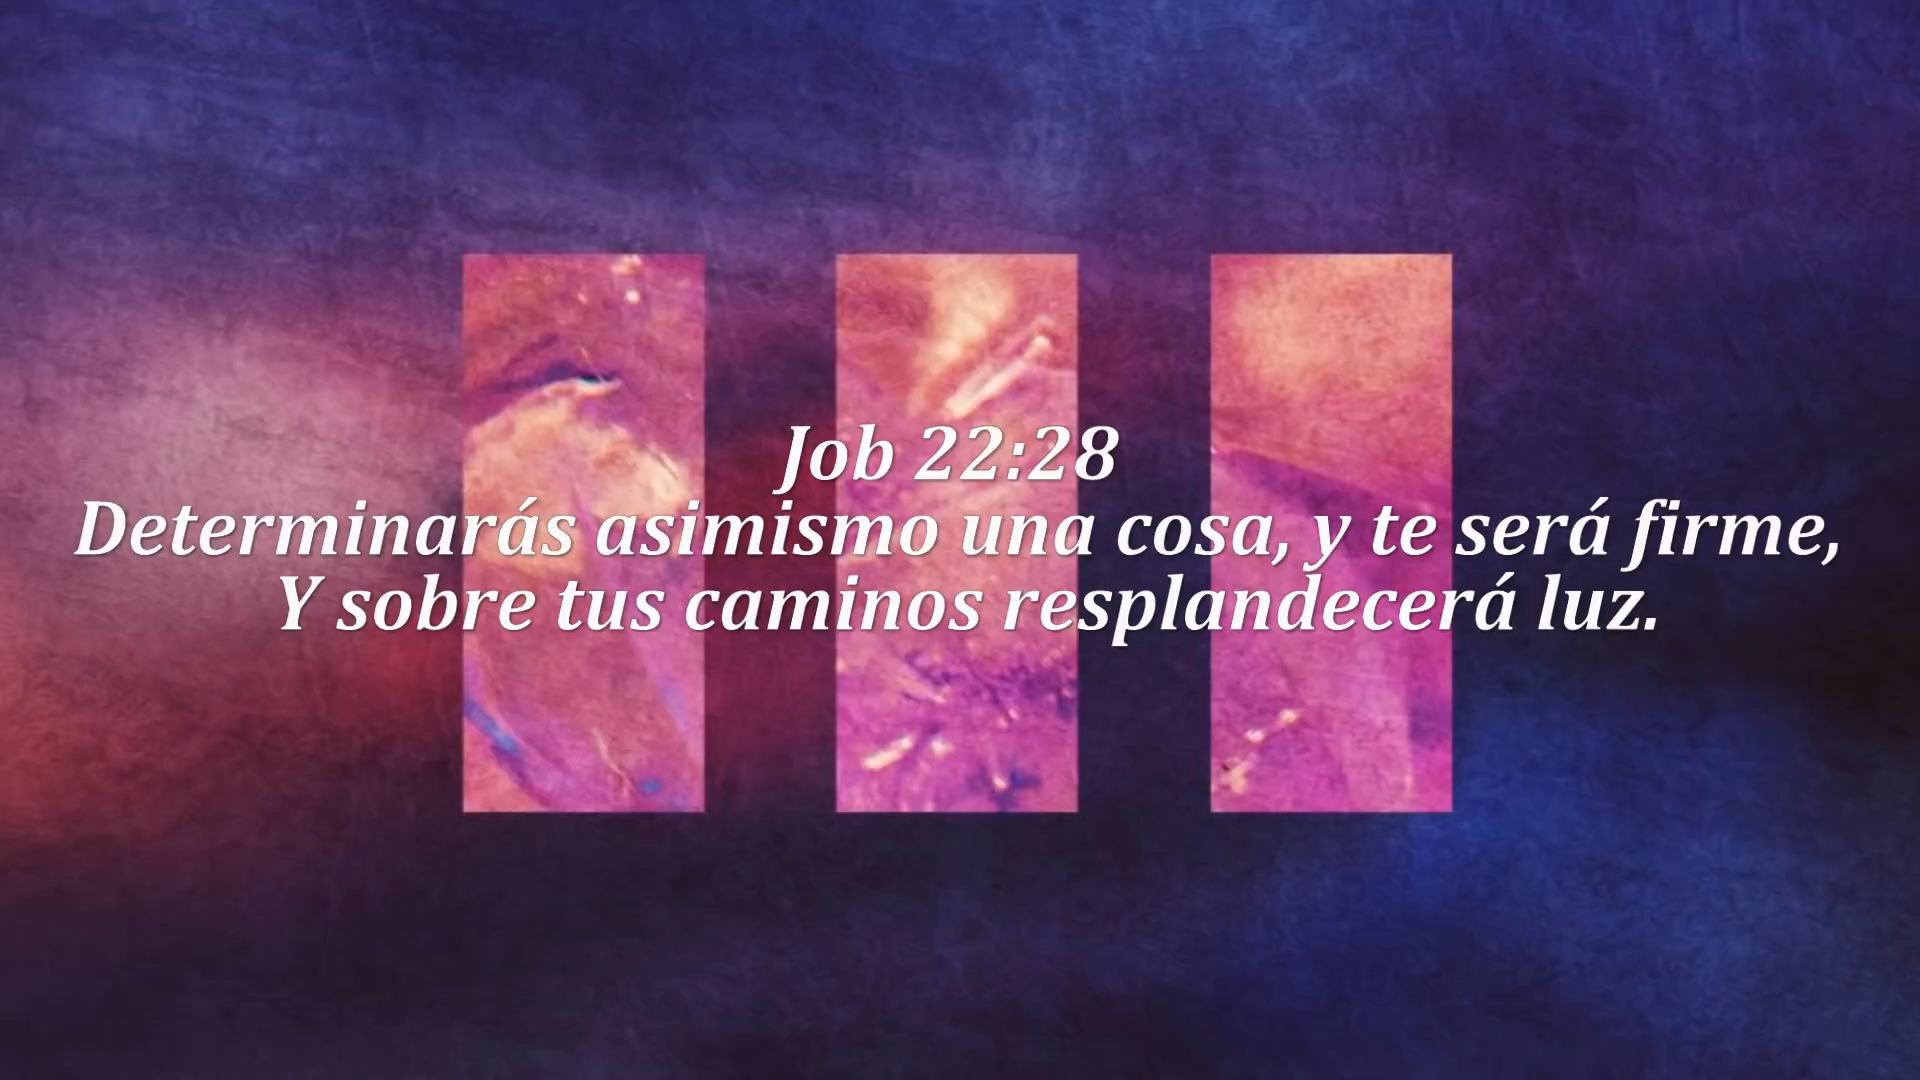 Job 22:28
Determinarás asimismo una cosa, y te será firme,
Y sobre tus caminos resplandecerá luz.